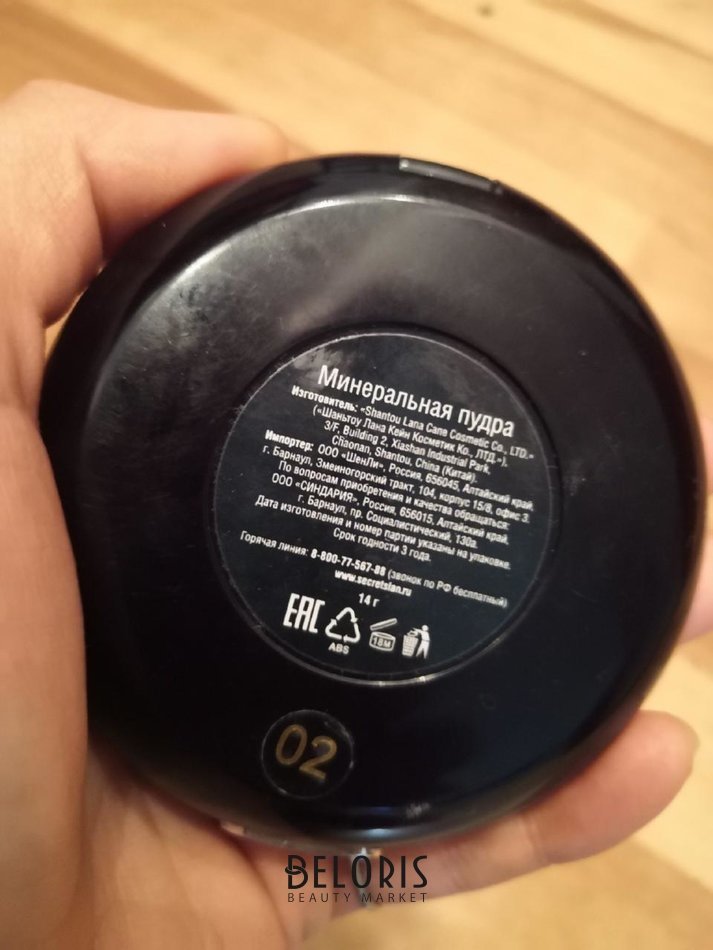 Минеральная пудра
Изготовитель: «Shantou Lana Cane Cosmetic Co., LTD.»
(«Шаньтоу Лана Кейн Косметик Ко., ЛТД.»).
3/F, Building 2, Xiashan Industrial Park.
Chaonan, Shantou, China (Китай).
Импортер: ООО «ШенЛи», Россия, 656045, Алтайский край,
г. Барнаул, Змеиногорский тракт, 104, корпус 15/8, офис 3.
По вопросам приобретения и качества обращаться:
ООО «СИНДАРИЯ», Россия, 656015, Алтайский край,
г. Барнаул, пр. Социалистический, 130а.
Дата изготовления и номер партии указаны на упаковке.
Срок годности 3 года.
Горячая линия: 8-800-77-567-88 (звонок по РФ бесплатный)
www.secretslan.ru
14 г
EAC
18М
ABS
02
BELORIS
BEAUTY MARKET